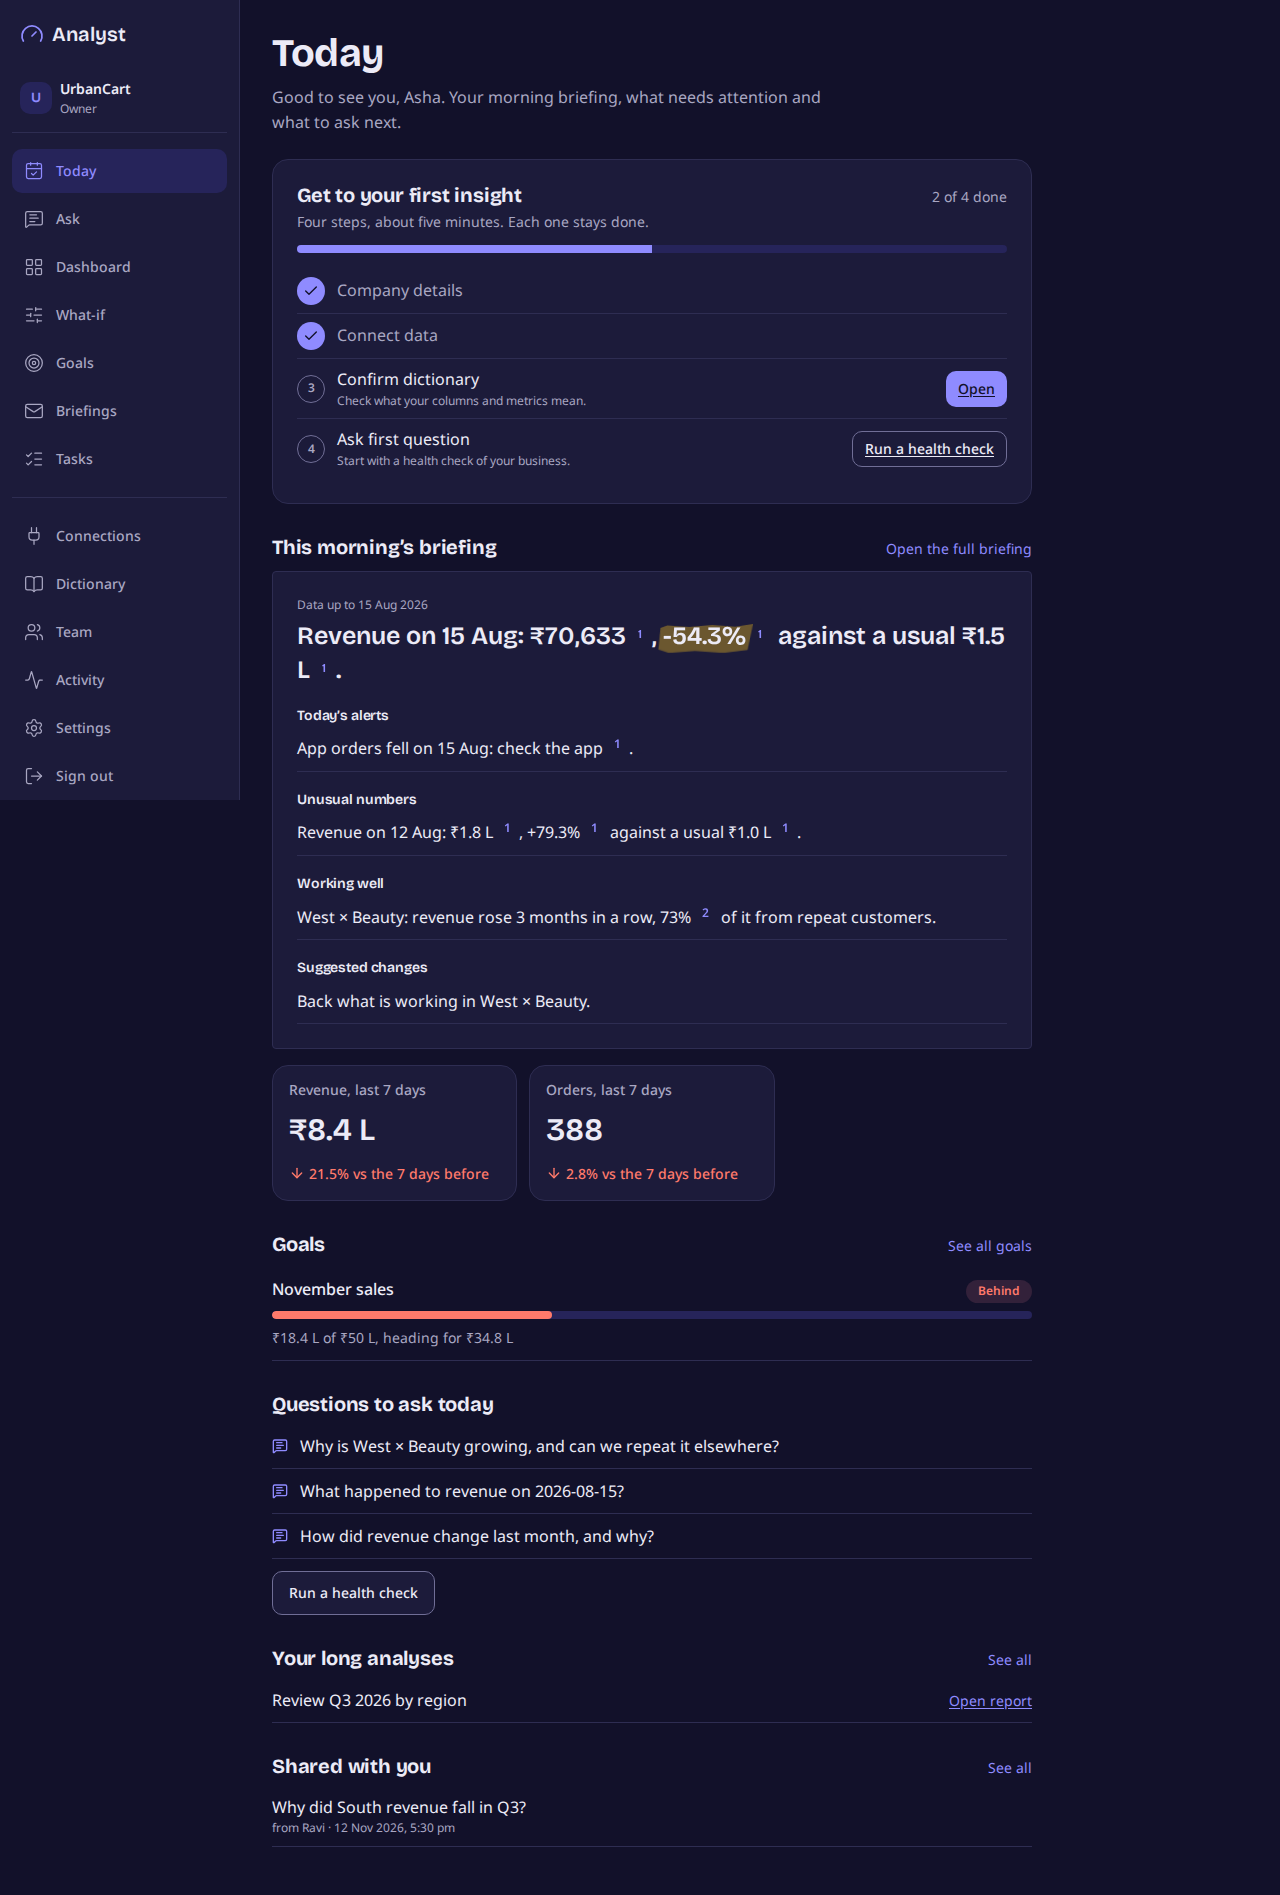 Analyst
U
UrbanCart
Owner
Today
Ask
Dashboard
What-if
Goals
Briefings
Tasks
Connections
Dictionary
Team
Activity
Settings
Sign out
Today
Good to see you, Asha. Your morning briefing, what needs attention and
what to ask next.
Get to your first insight
2 of 4 done
Four steps, about five minutes. Each one stays done.
Company details
Connect data
3 Confirm dictionary
Check what your columns and metrics mean.
Open
4 Ask first question
Start with a health check of your business.
Run a health check
This morning's briefing
Open the full briefing
Data up to 15 Aug 2026
Revenue on 15 Aug: ₹70,633 1 , -54.3% 1 against a usual ₹1.5
L 1 .
Today's alerts
App orders fell on 15 Aug: check the app 1 .
Unusual numbers
Revenue on 12 Aug: ₹1.8 L 1 , +79.3% 1 against a usual ₹1.0 L 1 .
Working well
West × Beauty: revenue rose 3 months in a row, 73% 2 of it from repeat customers.
Suggested changes
Back what is working in West × Beauty.
Revenue, last 7 days
₹8.4 L
↓ 21.5% vs the 7 days before
Orders, last 7 days
388
↓ 2.8% vs the 7 days before
Goals
See all goals
November sales
Behind
₹18.4 L of ₹50 L, heading for ₹34.8 L
Questions to ask today
Why is West × Beauty growing, and can we repeat it elsewhere?
What happened to revenue on 2026-08-15?
How did revenue change last month, and why?
Run a health check
Your long analyses
See all
Review Q3 2026 by region
Open report
Shared with you
See all
Why did South revenue fall in Q3?
from Ravi · 12 Nov 2026, 5:30 pm